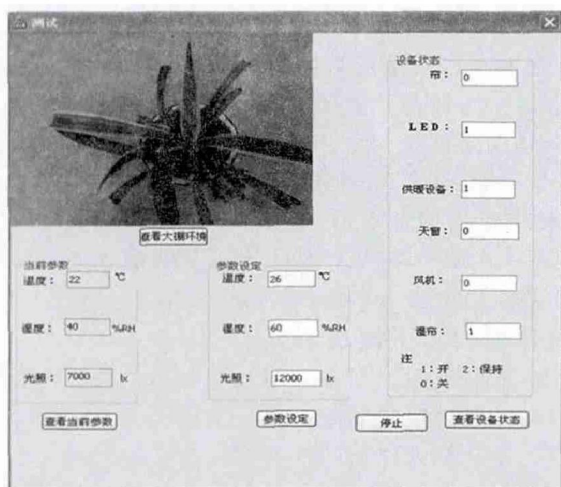 测试
查看大棚环境
当前参数
温度： 22 ℃
湿度： 40 %RH
光照： 7000 lx
查看当前参数
参数设定
温度： 26 ℃
湿度： 60 %RH
光照： 12000 lx
参数设定
停止
设备状态
帘： 0
LED： 1
供暖设备： 1
天窗： 0
风机： 0
湿帘： 1
注
1：开 2：保持
0：关
查看设备状态